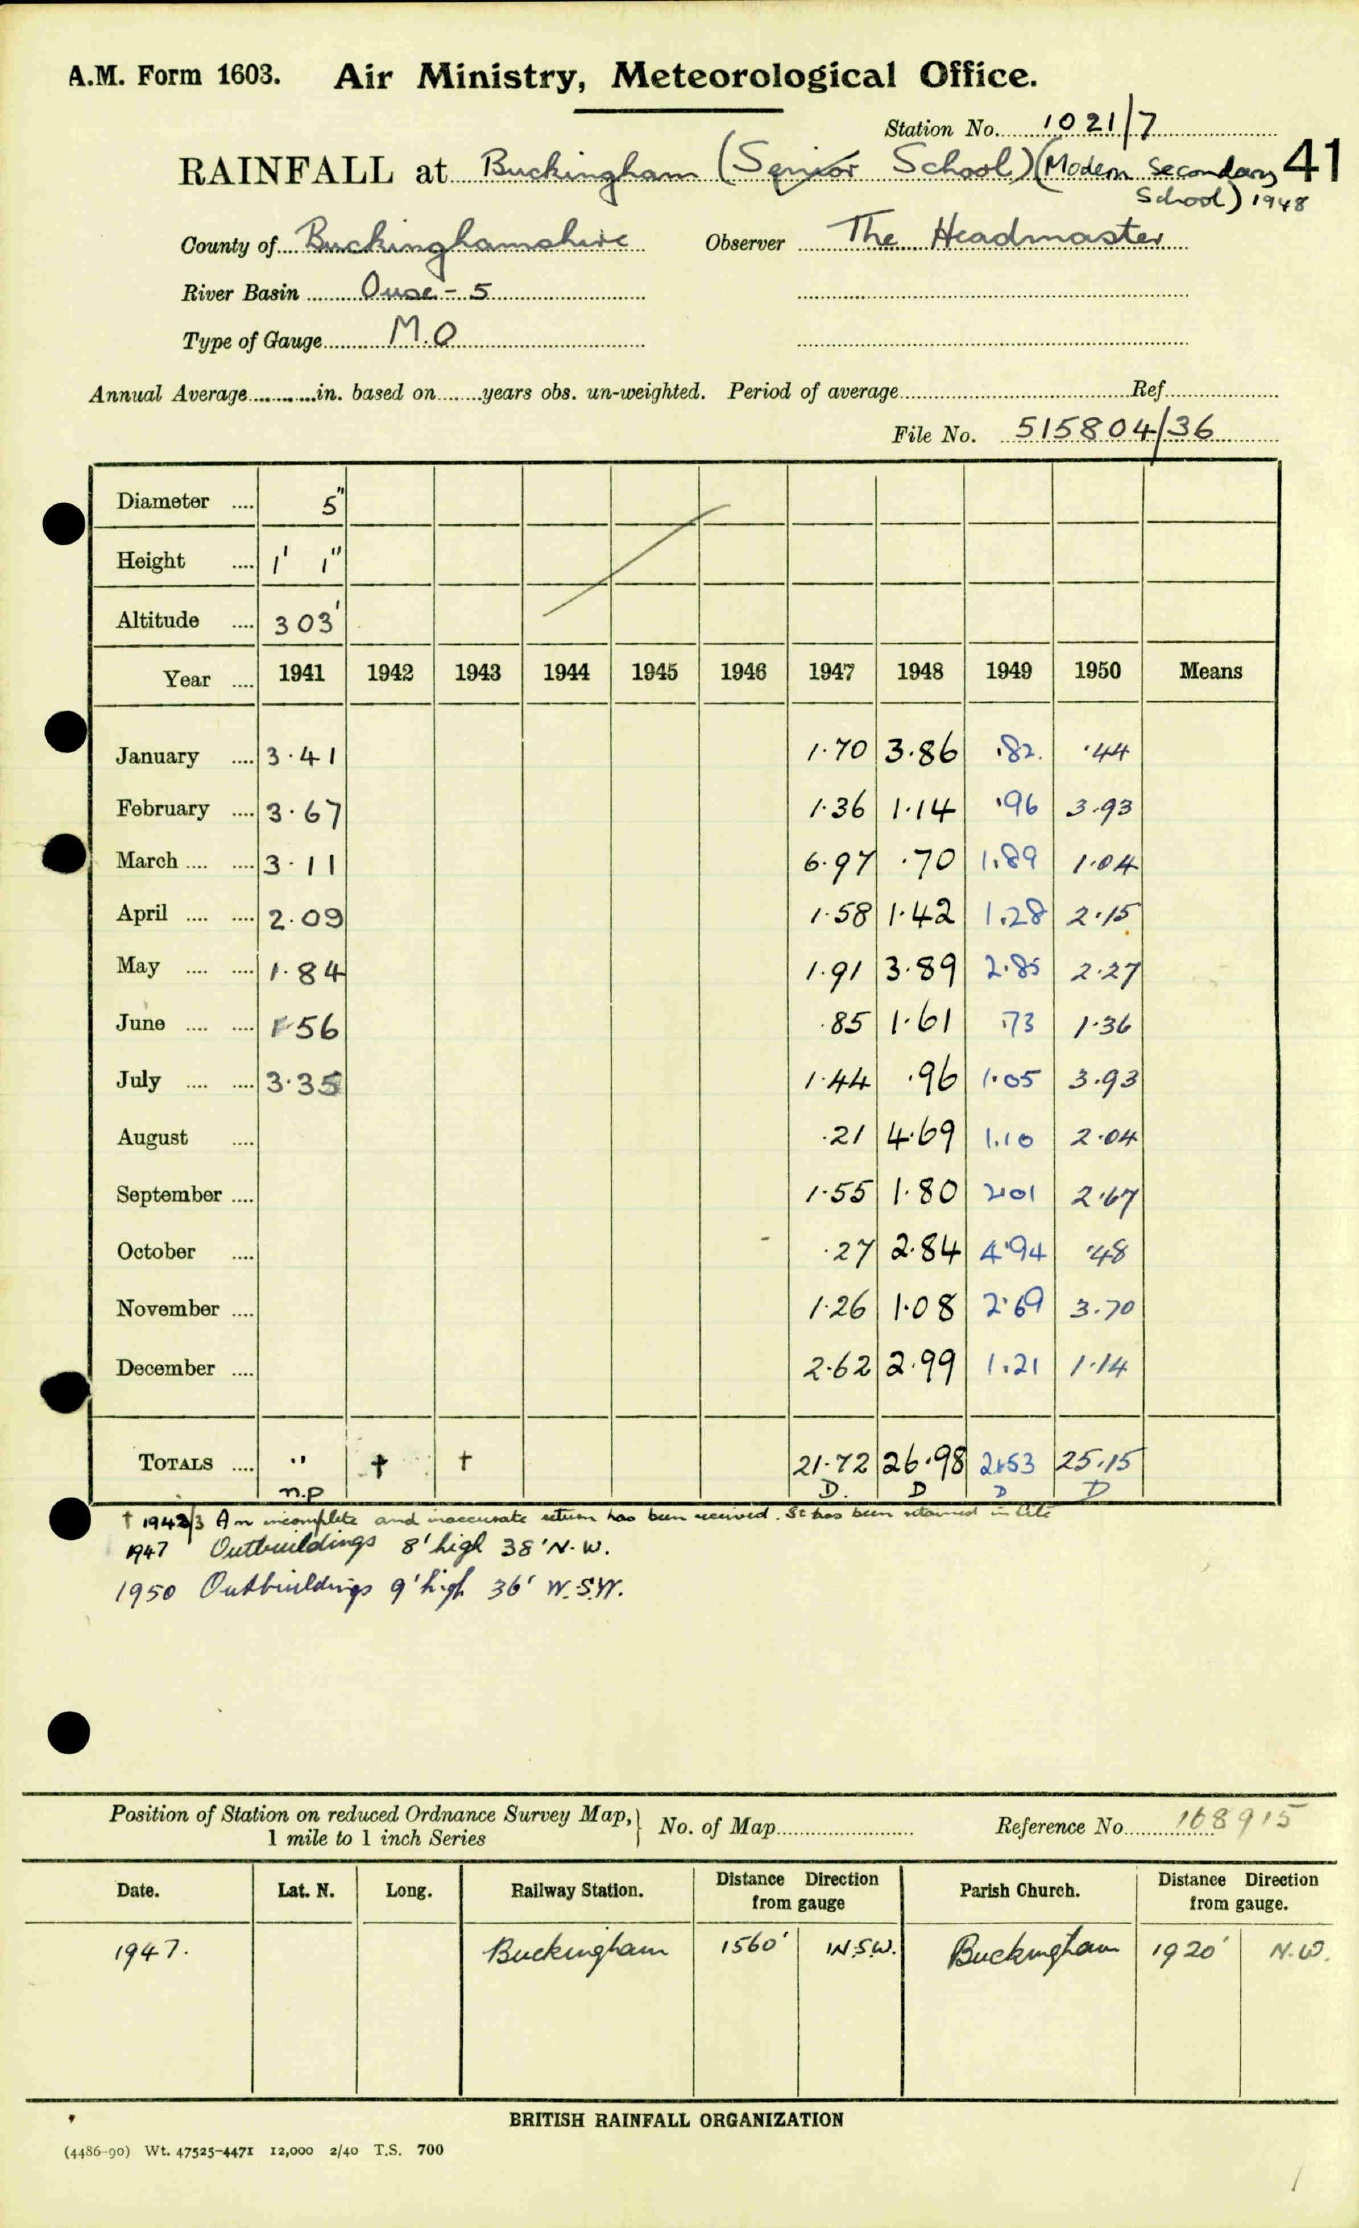 A.M. Form 1603. Air Ministry, Meteorological Office.
Station No. 1021/7
RAINFALL at Buckingham (Senior School) (Modern Secondary School) 1948 41
County of Buckinghamshire Observer The Headmaster
River Basin Ouse - 5
Type of Gauge M.O
Annual Average in. based on years obs. un-weighted. Period of average Ref
File No. 515804/36
Diameter 5"
Height 1' 1"
Altitude 303'
Year 1941 1942 1943 1944 1945 1946 1947 1948 1949 1950 Means
January 3.41 1.70 3.86 .82 .44
February 3.67 1.36 1.14 .96 3.93
March 3.11 6.97 .70 1.89 1.04
April 2.09 1.58 1.42 1.28 2.15
May 1.84 1.91 3.89 2.85 2.27
June 1.56 .85 1.61 .73 1.36
July 3.35 1.44 .96 1.05 3.93
August .21 4.69 1.10 2.04
September 1.55 1.80 2.01 2.67
October - .27 2.84 4.94 .48
November 1.26 1.08 2.69 3.70
December 2.62 2.99 1.21 1.14
TOTALS " † † 21.72 26.98 21.53 25.15
n.p D. D D D
† 1942/3 An incomplete and inaccurate return has been received. It has been retained in file
1947 Outbuildings 8' high 38' N.W.
1950 Outbuildings 9' high 36' W.S.W.
Position of Station on reduced Ordnance Survey Map, No. of Map Reference No 168915
1 mile to 1 inch Series
Date. Lat. N. Long. Railway Station. Distance from gauge Direction Parish Church. Distance from gauge. Direction
1947. Buckingham 1560' W.S.W. Buckingham 1920' N.W.
BRITISH RAINFALL ORGANIZATION
(4486-90) Wt. 47525-4471 12,000 2/40 T.S. 700